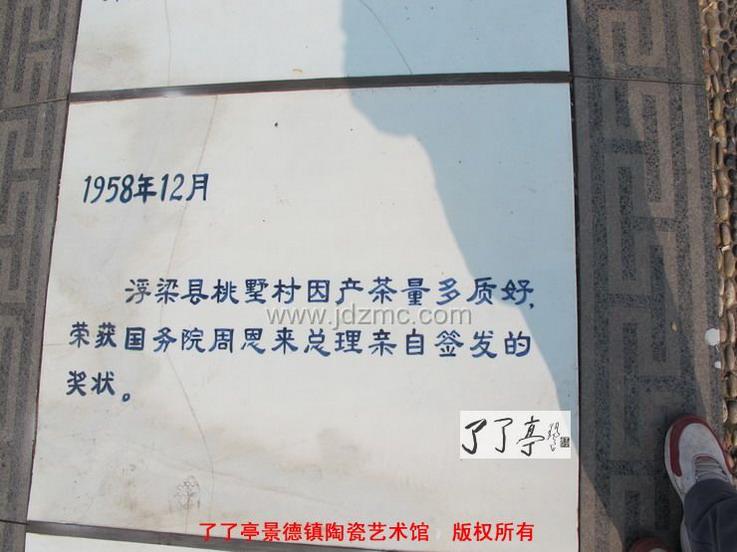 1958年12月
浮梁县桃墅村因产茶量多质好,
www.jdzmc.com
荣获国务院周恩来总理亲自签发的
奖状。
了了亭
了了亭景德镇陶瓷艺术馆 版权所有